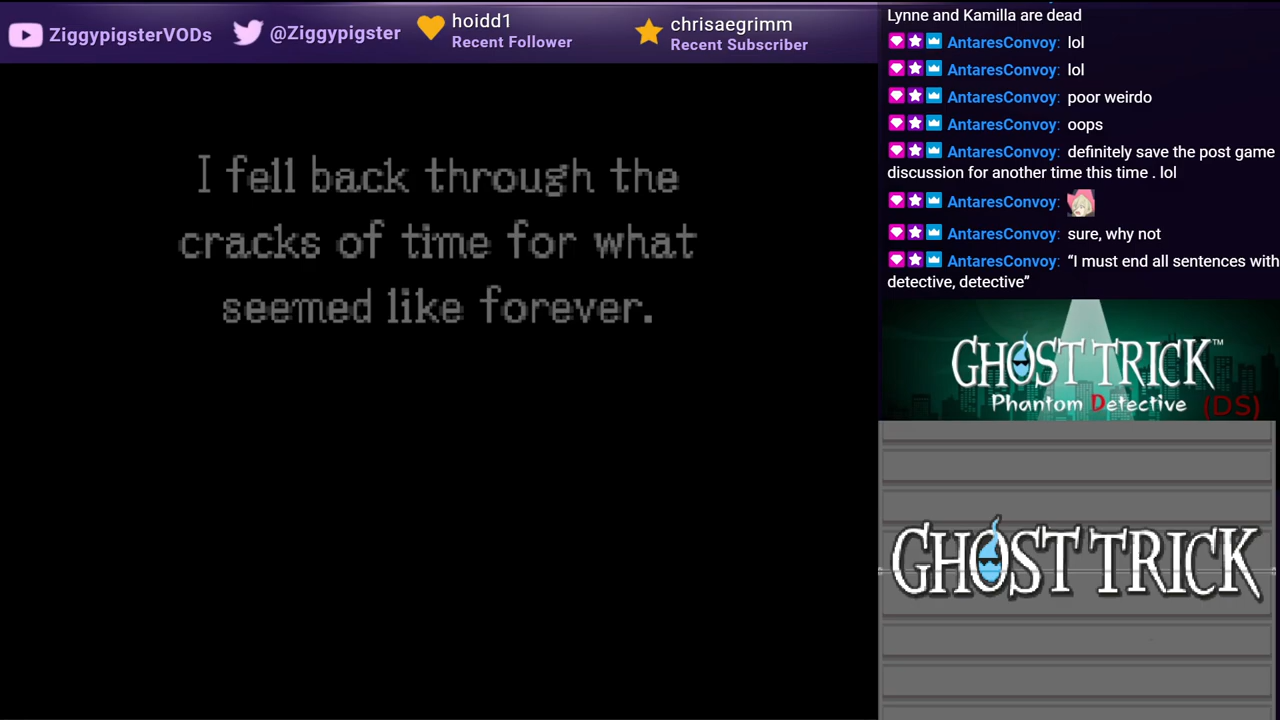 ZiggypigsterVODs
@Ziggypigster
hoidd1
Recent Follower
chrisaegrimm
Recent Subscriber
I fell back through the
cracks of time for what
seemed like forever.
Lynne and Kamilla are dead
AntaresConvoy: lol
AntaresConvoy: lol
AntaresConvoy: poor weirdo
AntaresConvoy: oops
AntaresConvoy: definitely save the post game
discussion for another time this time . lol
AntaresConvoy:
AntaresConvoy: sure, why not
AntaresConvoy: “I must end all sentences with
detective, detective”
GHOST TRICK™
Phantom Detective (DS)
GHOST TRICK